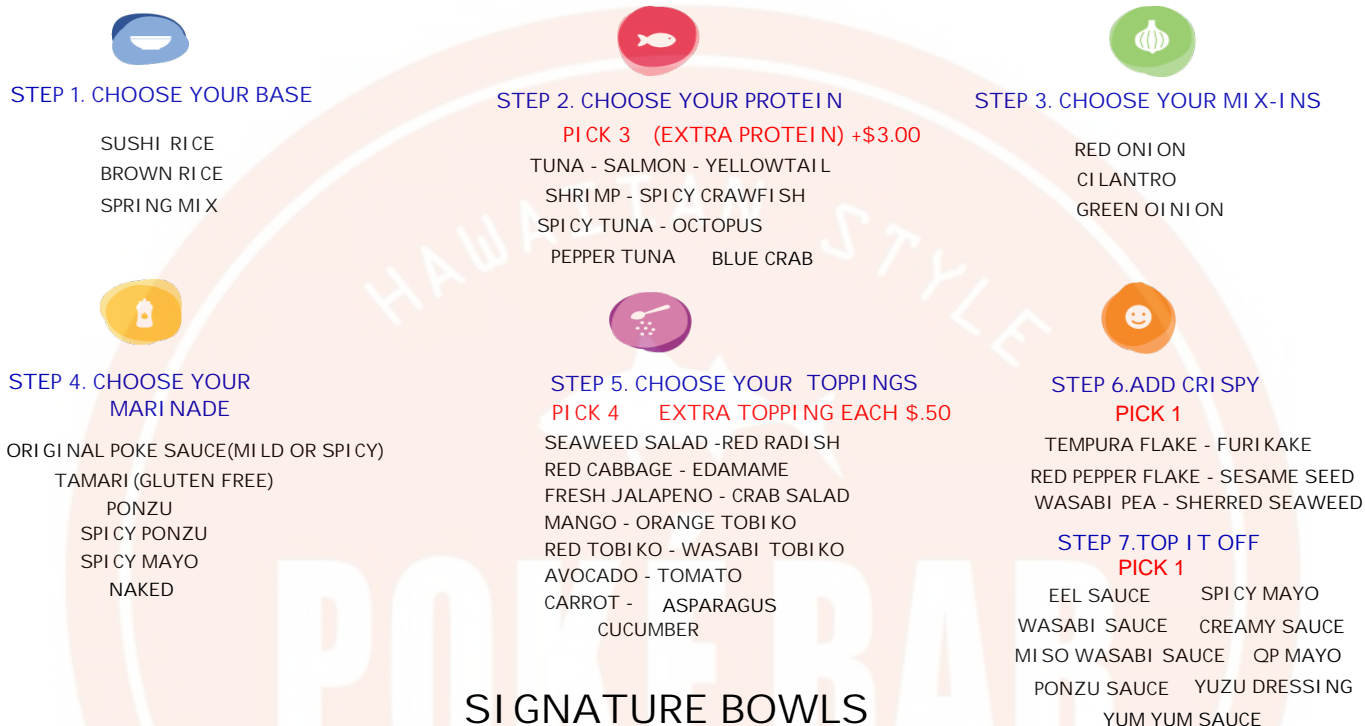 STEP 1. CHOOSE YOUR BASE
SUSHI RICE
BROWN RICE
SPRING MIX
STEP 2. CHOOSE YOUR PROTEIN
PICK 3 (EXTRA PROTEIN) +$3.00
TUNA - SALMON - YELLOWTAIL
SHRIMP - SPICY CRAWFISH
SPICY TUNA - OCTOPUS
PEPPER TUNA BLUE CRAB
STEP 3. CHOOSE YOUR MIX-INS
RED ONION
CILANTRO
GREEN OINION
STEP 4. CHOOSE YOUR
MARINADE
ORIGINAL POKE SAUCE(MILD OR SPICY)
TAMARI (GLUTEN FREE)
PONZU
SPICY PONZU
SPICY MAYO
NAKED
STEP 5. CHOOSE YOUR TOPPINGS
PICK 4 EXTRA TOPPING EACH $.50
SEAWEED SALAD -RED RADISH
RED CABBAGE - EDAMAME
FRESH JALAPENO - CRAB SALAD
MANGO - ORANGE TOBIKO
RED TOBIKO - WASABI TOBIKO
AVOCADO - TOMATO
CARROT - ASPARAGUS
CUCUMBER
STEP 6.ADD CRISPY
PICK 1
TEMPURA FLAKE - FURIKAKE
RED PEPPER FLAKE - SESAME SEED
WASABI PEA - SHERRED SEAWEED
STEP 7.TOP IT OFF
PICK 1
EEL SAUCE SPICY MAYO
WASABI SAUCE CREAMY SAUCE
MISO WASABI SAUCE QP MAYO
PONZU SAUCE YUZU DRESSING
YUM YUM SAUCE
SIGNATURE BOWLS
HAWAIIAN STYLE
POKÉ BAR